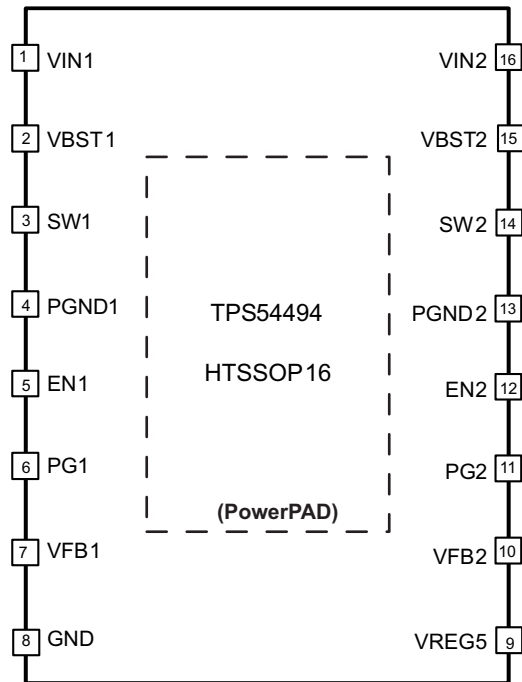 1 VIN1 VIN2 16
2 VBST1 VBST2 15
3 SW1 SW2 14
4 PGND1 PGND2 13
TPS54494
HTSSOP16
5 EN1 EN2 12
6 PG1 PG2 11
(PowerPAD)
7 VFB1 VFB2 10
8 GND VREG5 9